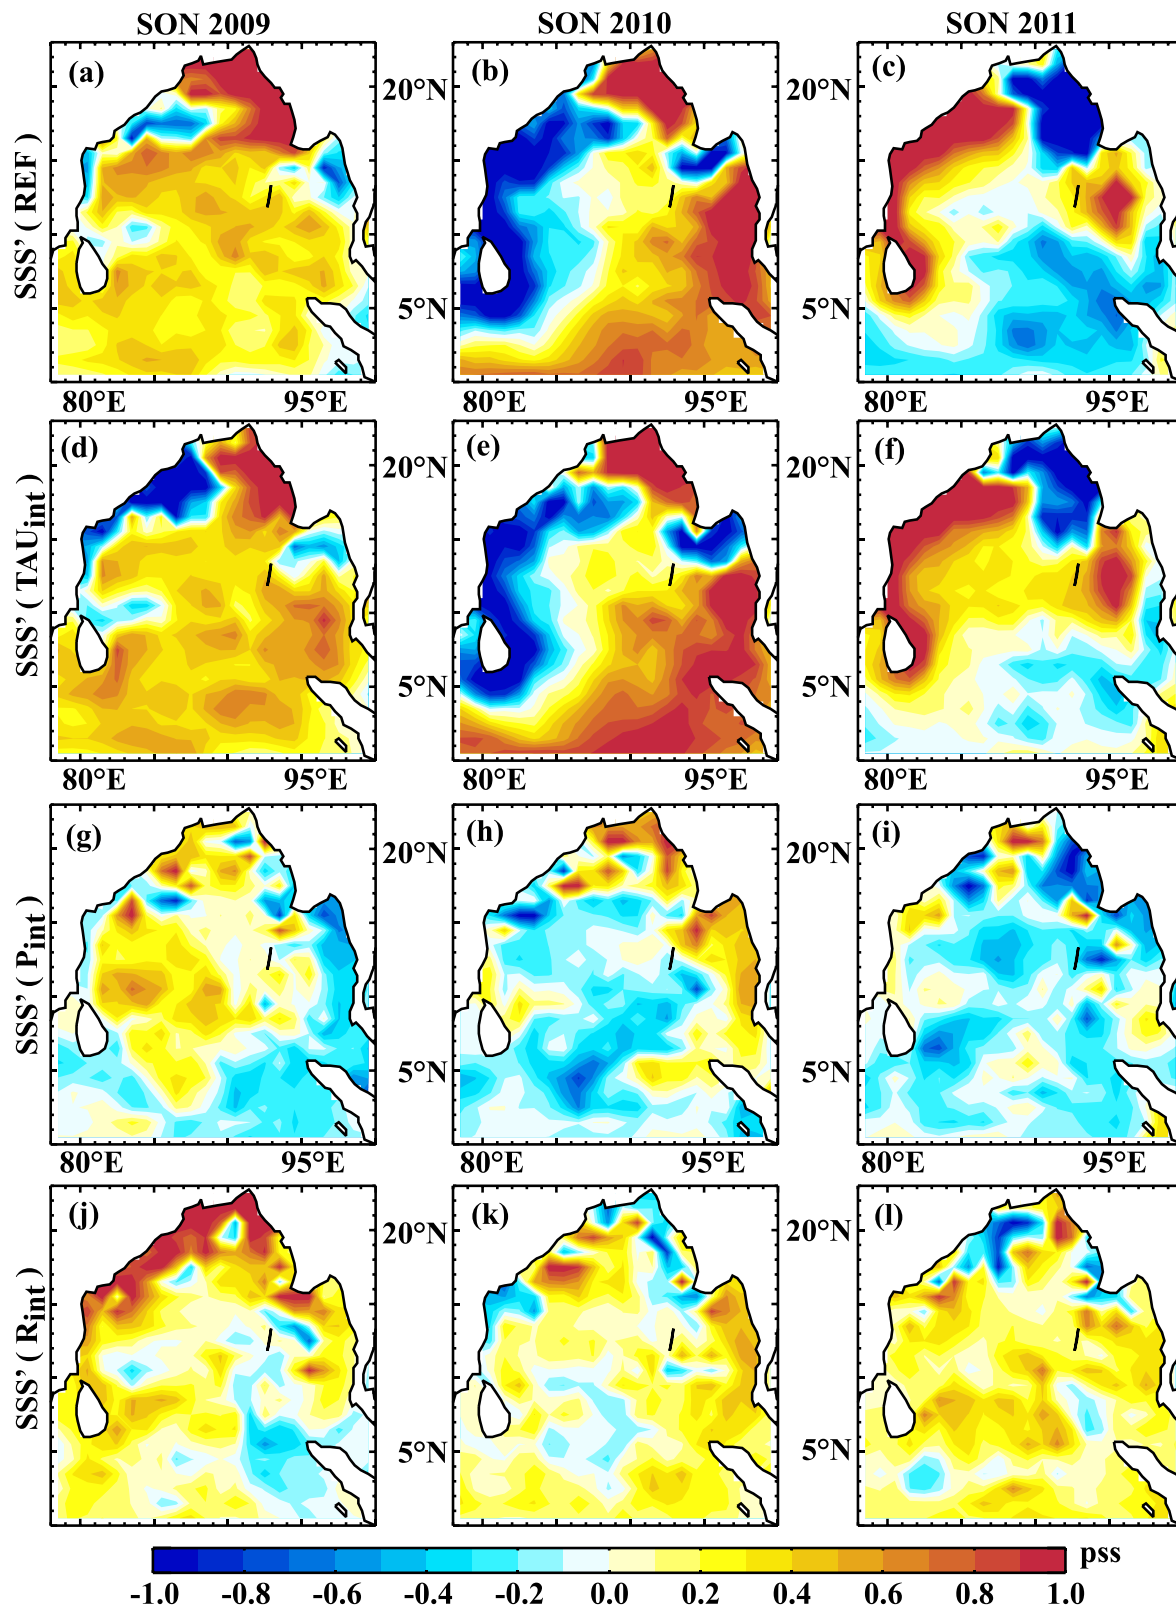 SON 2009 SON 2010 SON 2011
SSS' ( REF )
(a) (b) (c)
20°N 20°N
5°N 5°N
80°E 95°E 80°E 95°E 80°E 95°E
SSS' ( TAUint )
(d) (e) (f)
20°N 20°N
5°N 5°N
80°E 95°E 80°E 95°E 80°E 95°E
SSS' ( Pint )
(g) (h) (i)
20°N 20°N
5°N 5°N
80°E 95°E 80°E 95°E 80°E 95°E
SSS' ( Rint )
(j) (k) (l)
20°N 20°N
5°N 5°N
pss
-1.0 -0.8 -0.6 -0.4 -0.2 0.0 0.2 0.4 0.6 0.8 1.0